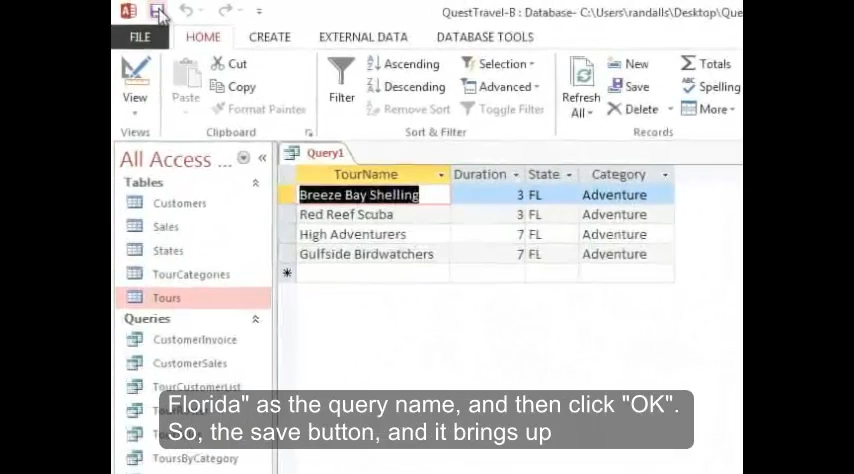 QuestTravel-B : Database- C:\Users\randalls\Desktop\Que
FILE HOME CREATE EXTERNAL DATA DATABASE TOOLS
View
Views
Paste
Cut
Copy
Format Painter
Clipboard
Filter
Ascending
Descending
Remove Sort
Selection
Advanced
Toggle Filter
Sort & Filter
Refresh
All
New
Save
Delete
Totals
Spelling
More
Records
All Access ...
Tables
Customers
Sales
States
TourCategories
Tours
Queries
CustomerInvoice
CustomerSales
TourCustomerList
ToursByCategory
Query1
TourName Duration State Category
Breeze Bay Shelling 3 FL Adventure
Red Reef Scuba 3 FL Adventure
High Adventurers 7 FL Adventure
Gulfside Birdwatchers 7 FL Adventure
Florida" as the query name, and then click "OK".
So, the save button, and it brings up